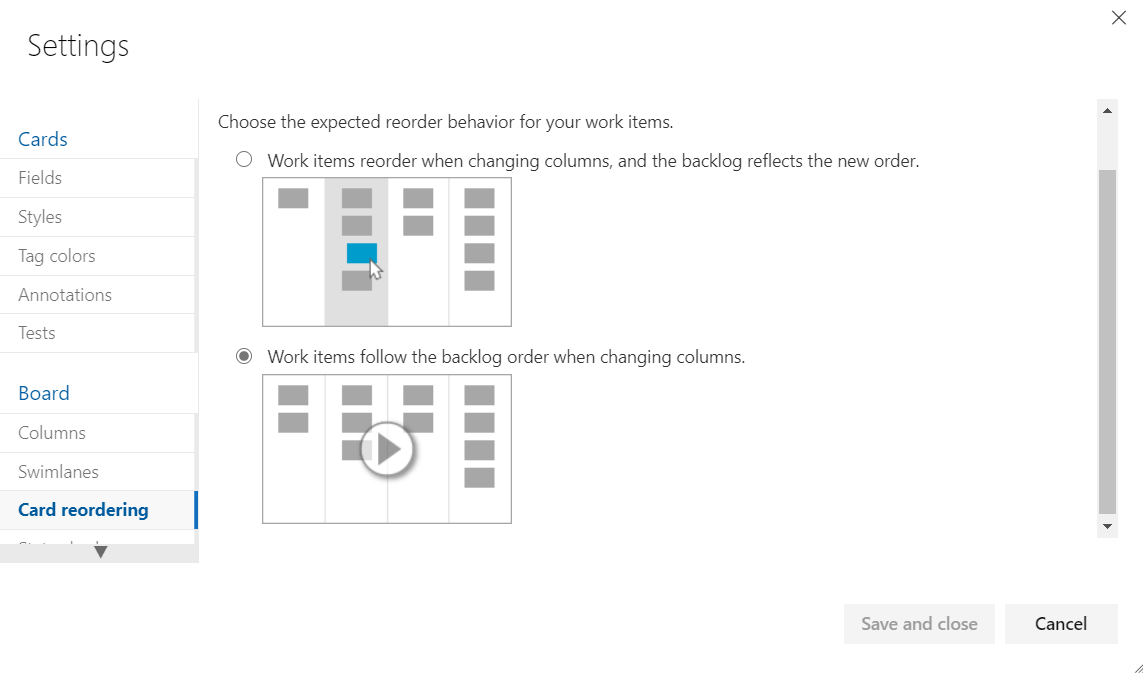 Settings
Cards
Fields
Styles
Tag colors
Annotations
Tests
Board
Columns
Swimlanes
Card reordering
Choose the expected reorder behavior for your work items.
Work items reorder when changing columns, and the backlog reflects the new order.
Work items follow the backlog order when changing columns.
Save and close
Cancel